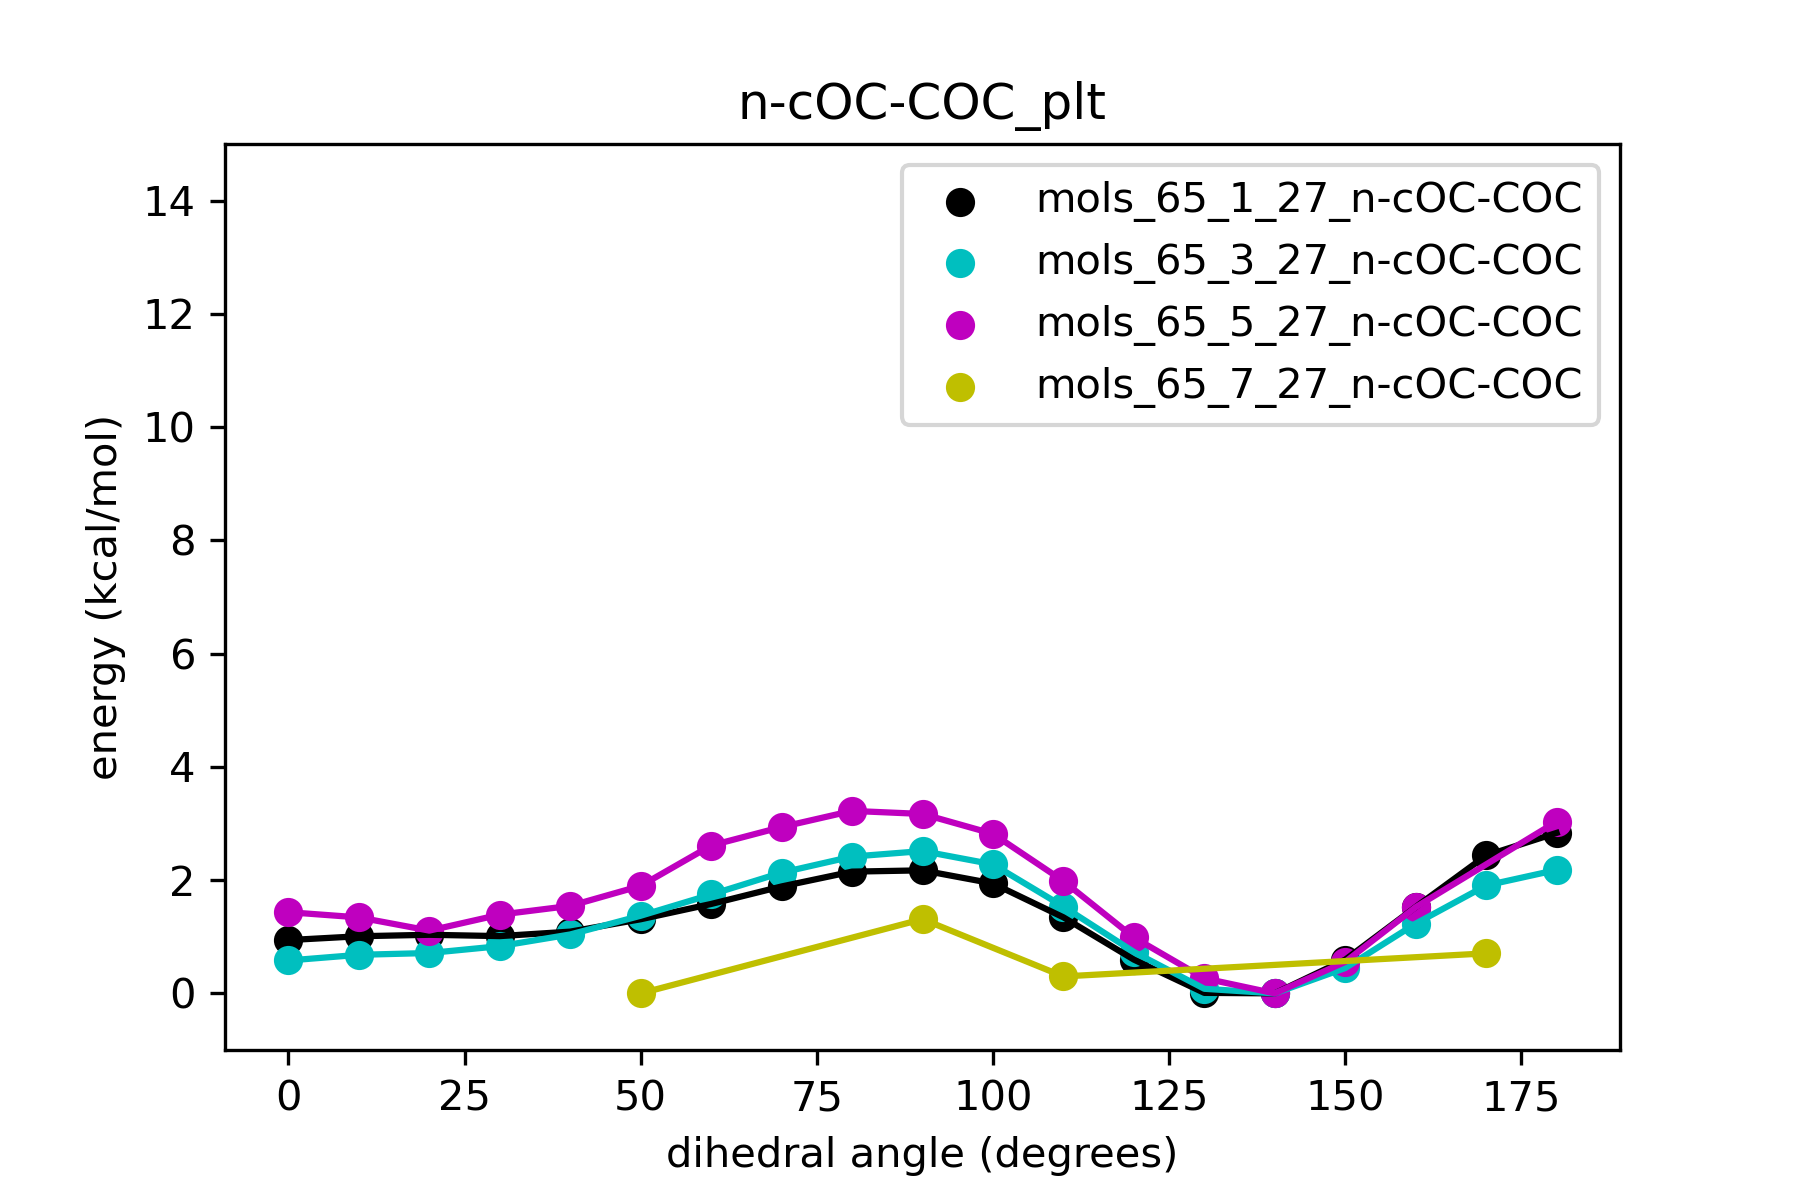 n-cOC-COC_plt
mols_65_1_27_n-cOC-COC
mols_65_3_27_n-cOC-COC
mols_65_5_27_n-cOC-COC
mols_65_7_27_n-cOC-COC
energy (kcal/mol)
14
12
10
8
6
4
2
0
0 25 50 75 100 125 150 175
dihedral angle (degrees)